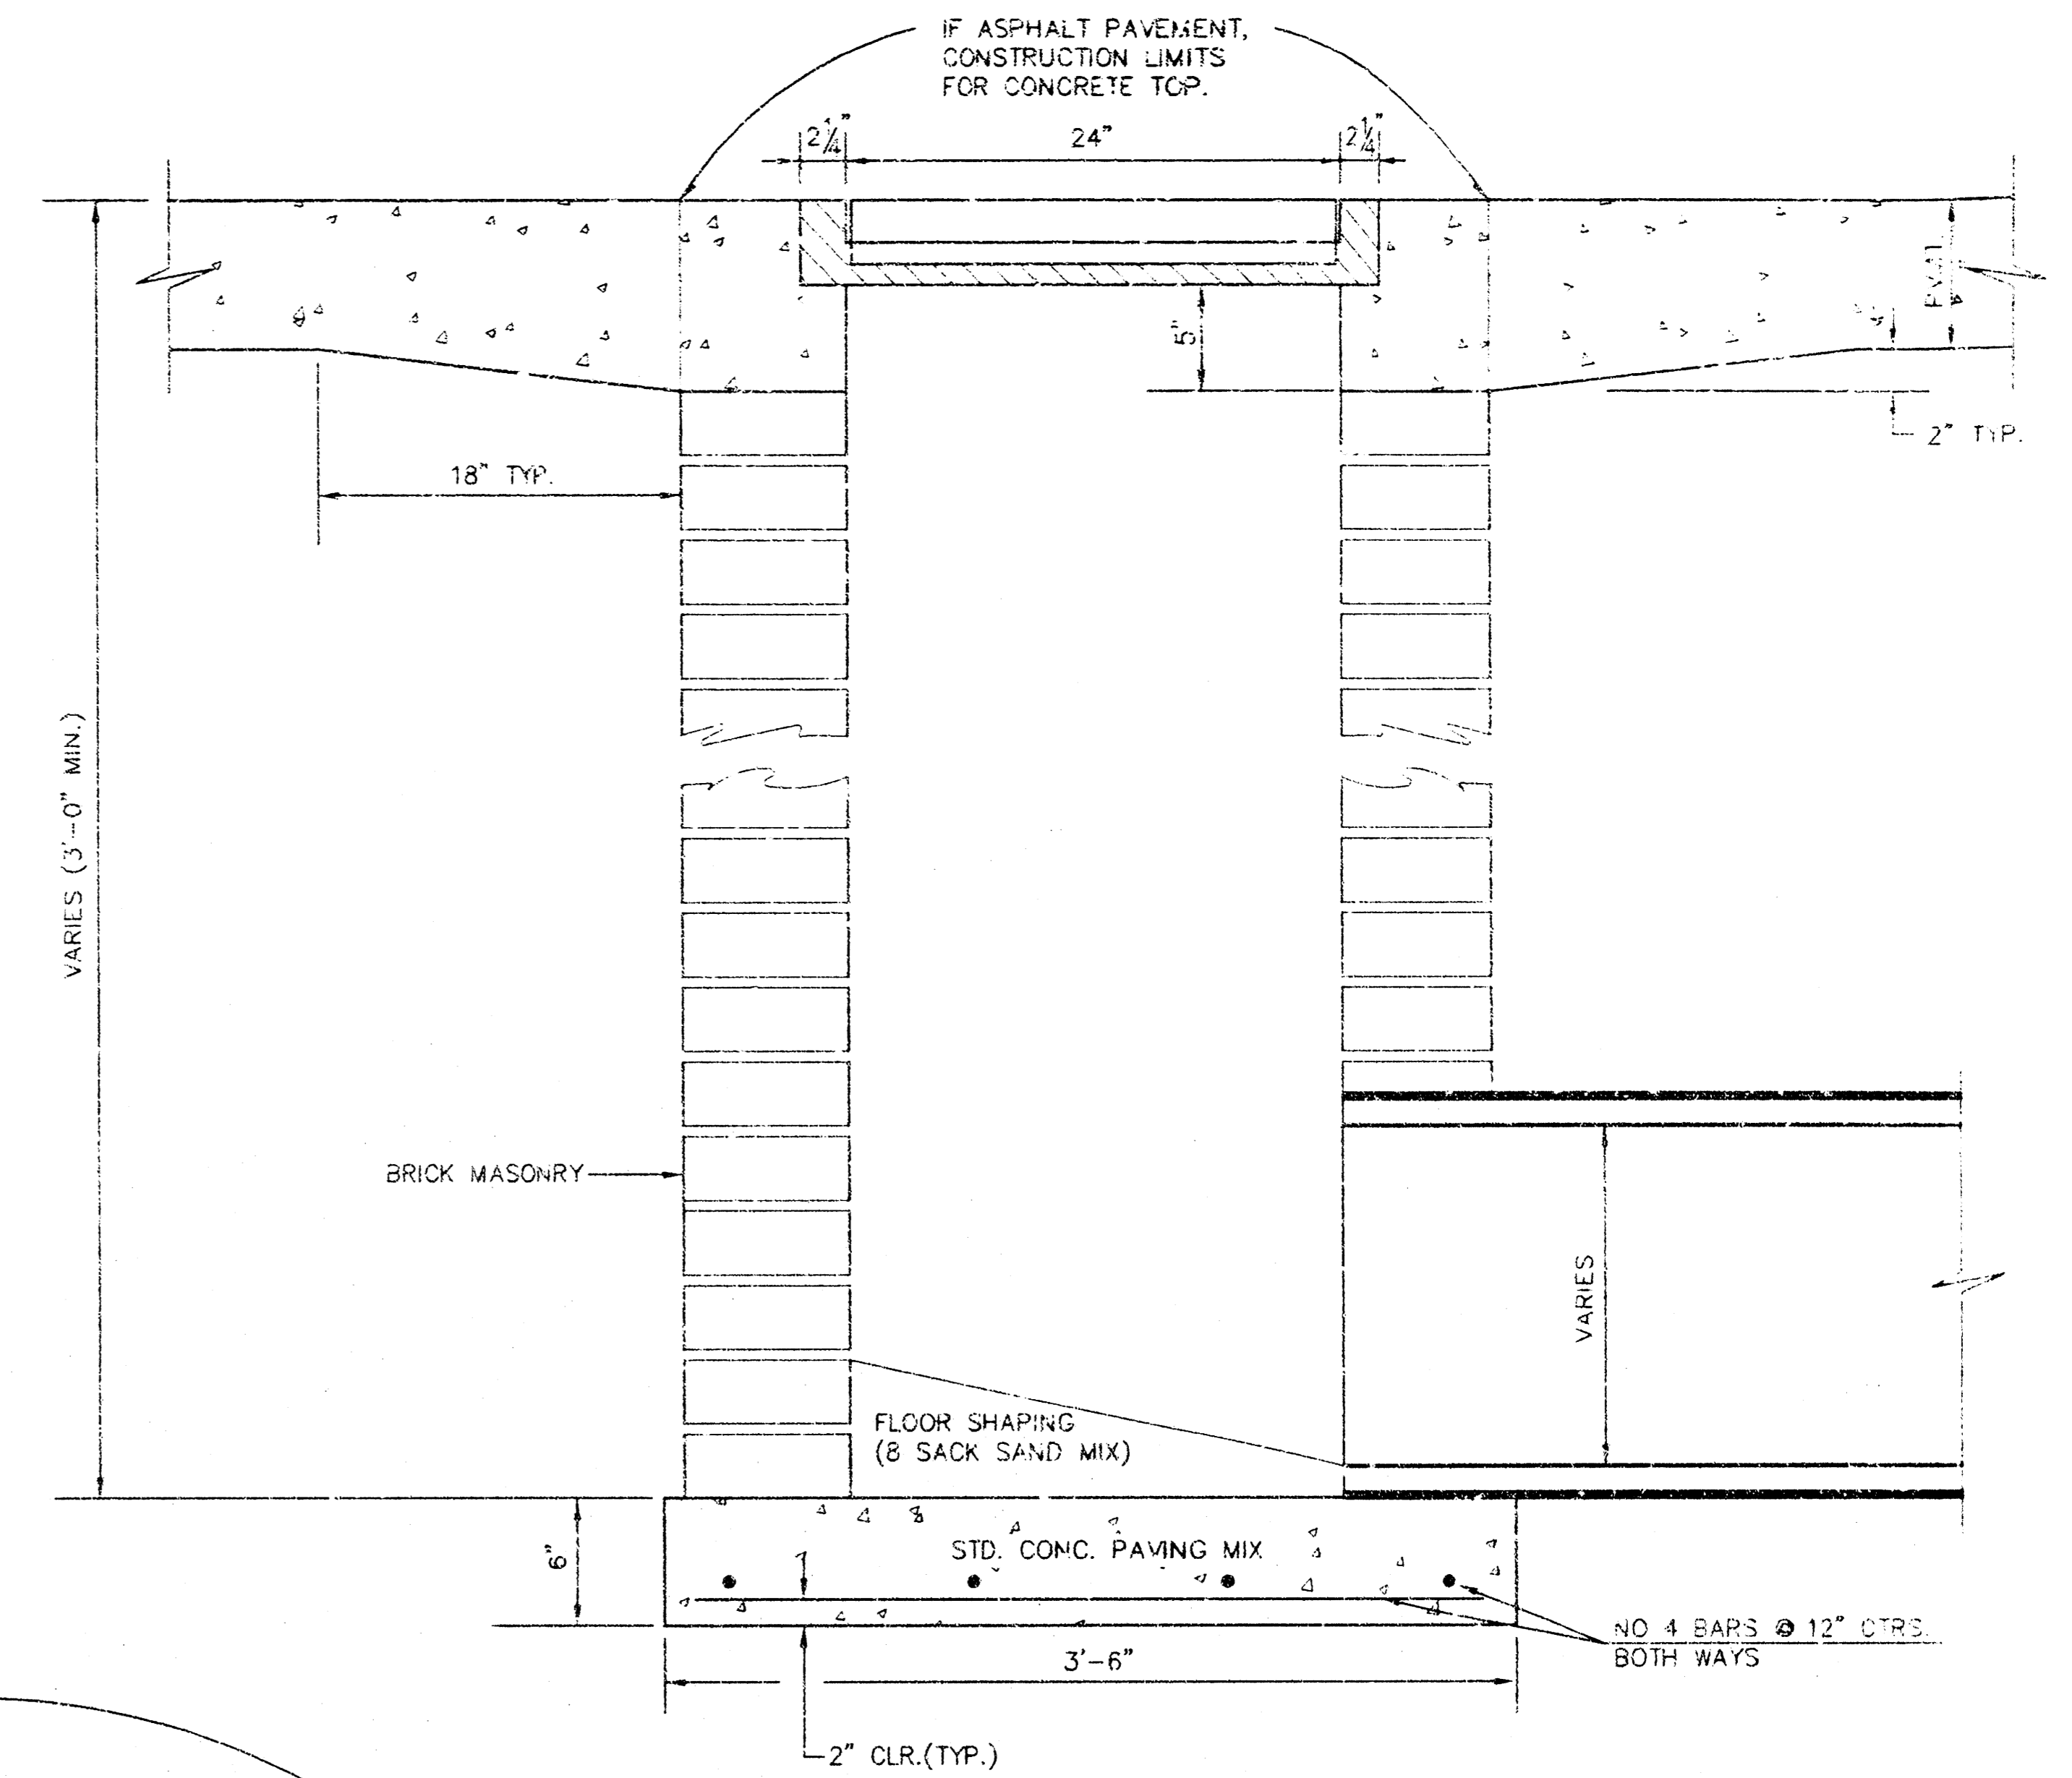 IF ASPHALT PAVEMENT,
CONSTRUCTION LIMITS
FOR CONCRETE TOP.
2¼"
24"
2¼"
PVMT.
5"
2" TYP.
18" TYP.
VARIES (3'-0" MIN.)
BRICK MASONRY
VARIES
FLOOR SHAPING
(8 SACK SAND MIX)
6"
STD. CONC. PAVING MIX
NO 4 BARS @ 12" CTRS.
BOTH WAYS
3'-6"
2" CLR.(TYP.)